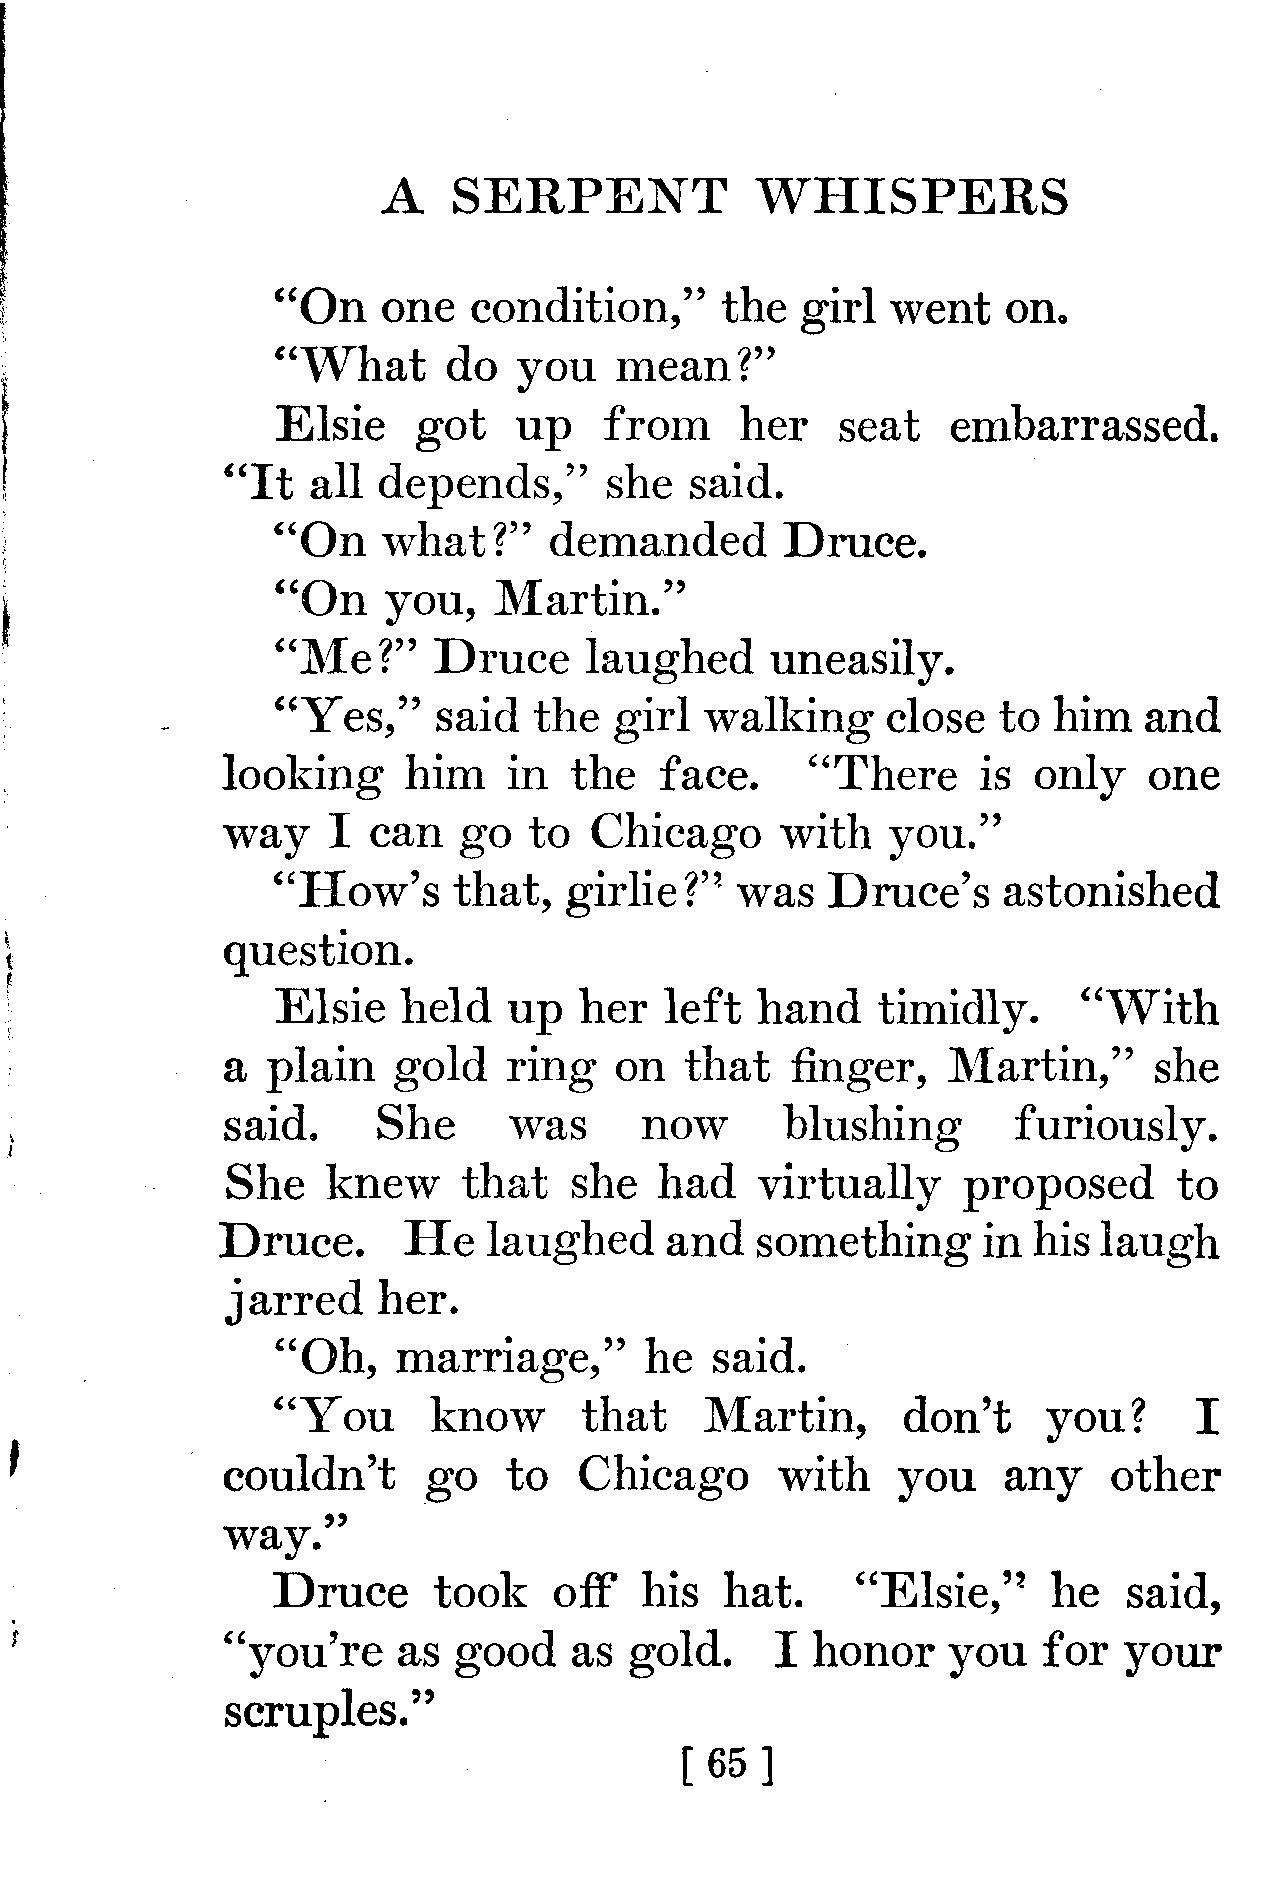 A SERPENT WHISPERS
“On one condition,” the girl went on.
“What do you mean?”
Elsie got up from her seat embarrassed.
“It all depends,” she said.
“On what?” demanded Druce.
“On you, Martin.”
“Me?” Druce laughed uneasily.
“Yes,” said the girl walking close to him and
looking him in the face. “There is only one
way I can go to Chicago with you.”
“How’s that, girlie?” was Druce’s astonished
question.
Elsie held up her left hand timidly. “With
a plain gold ring on that finger, Martin,” she
said. She was now blushing furiously.
She knew that she had virtually proposed to
Druce. He laughed and something in his laugh
jarred her.
“Oh, marriage,” he said.
“You know that Martin, don’t you? I
couldn’t go to Chicago with you any other
way.”
Druce took off his hat. “Elsie,” he said,
“you’re as good as gold. I honor you for your
scruples.”
[ 65 ]